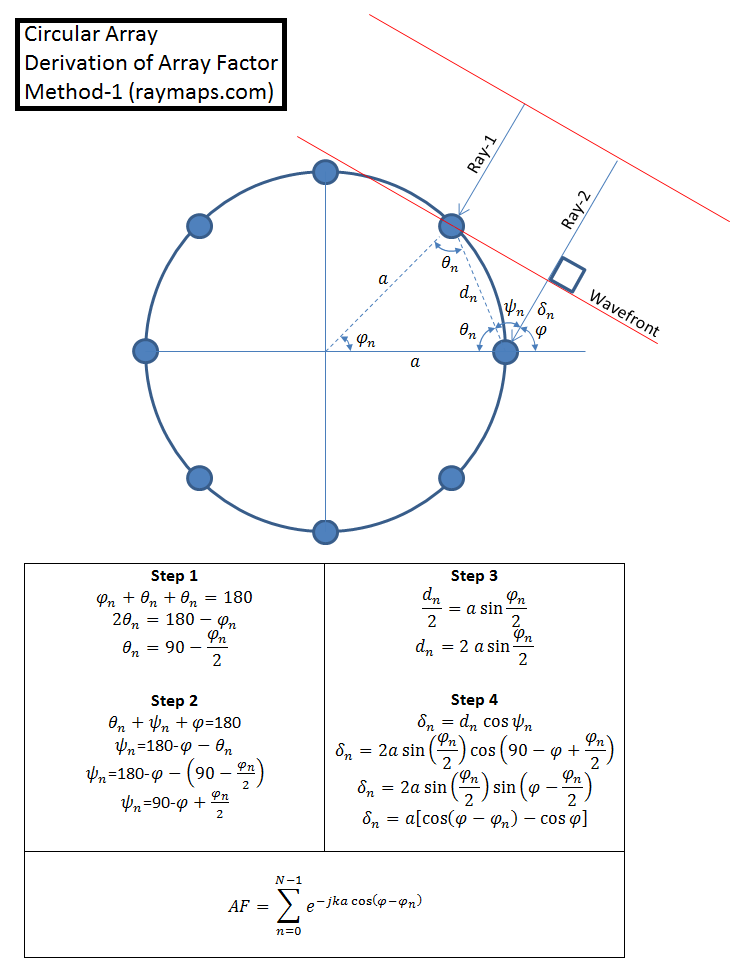 Circular Array
Derivation of Array Factor
Method-1 (raymaps.com)
Ray-1
Ray-2
Wavefront
θₙ
a
dₙ
ψₙ
δₙ
θₙ
φ
φₙ
a
Step 1
φₙ + θₙ + θₙ = 180
2θₙ = 180 − φₙ
θₙ = 90 − φₙ/2
Step 2
θₙ + ψₙ + φ=180
ψₙ=180-φ − θₙ
ψₙ=180-φ − (90 − φₙ/2)
ψₙ=90-φ + φₙ/2
Step 3
dₙ/2 = a sin φₙ/2
dₙ = 2 a sin φₙ/2
Step 4
δₙ = dₙ cos ψₙ
δₙ = 2a sin (φₙ/2) cos (90 − φ + φₙ/2)
δₙ = 2a sin (φₙ/2) sin (φ − φₙ/2)
δₙ = a[cos(φ − φₙ) − cos φ]
AF = ∑_{n=0}^{N−1} e^{−jka cos(φ−φₙ)}